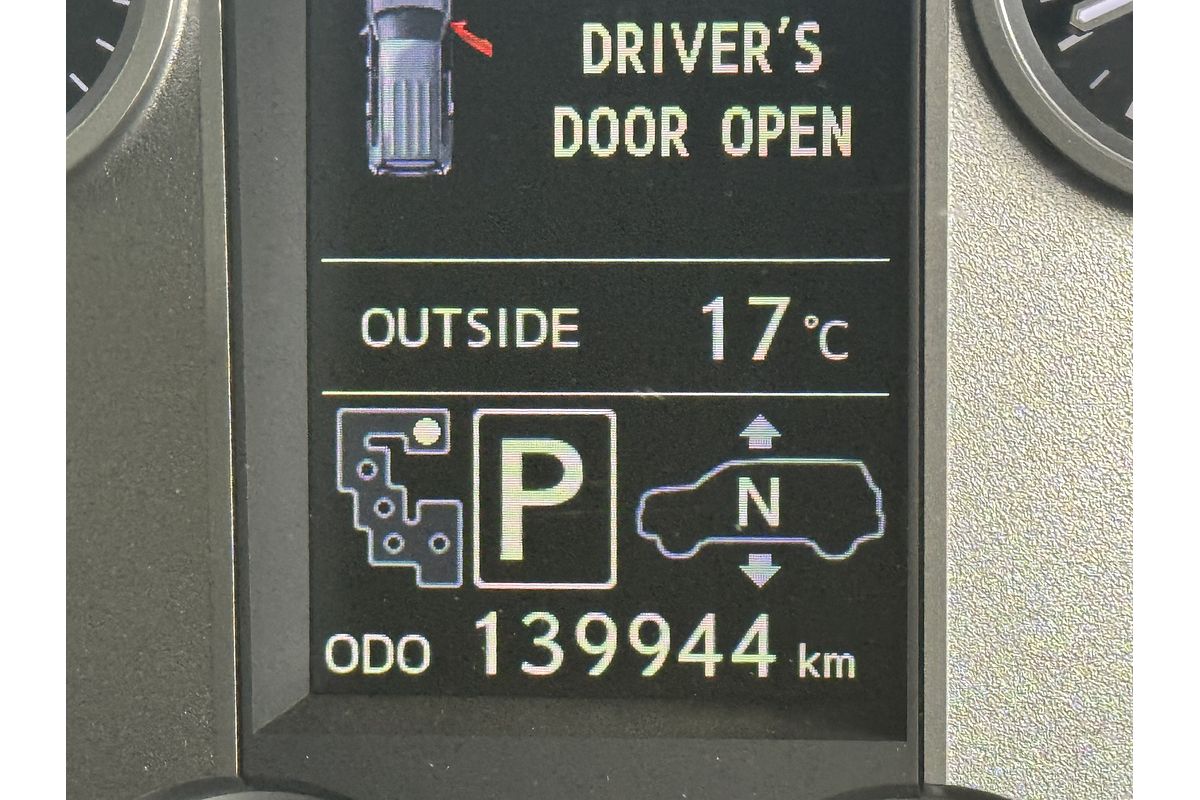 DRIVER'S
DOOR OPEN
OUTSIDE 17 °C
P
N
ODO 139944 km